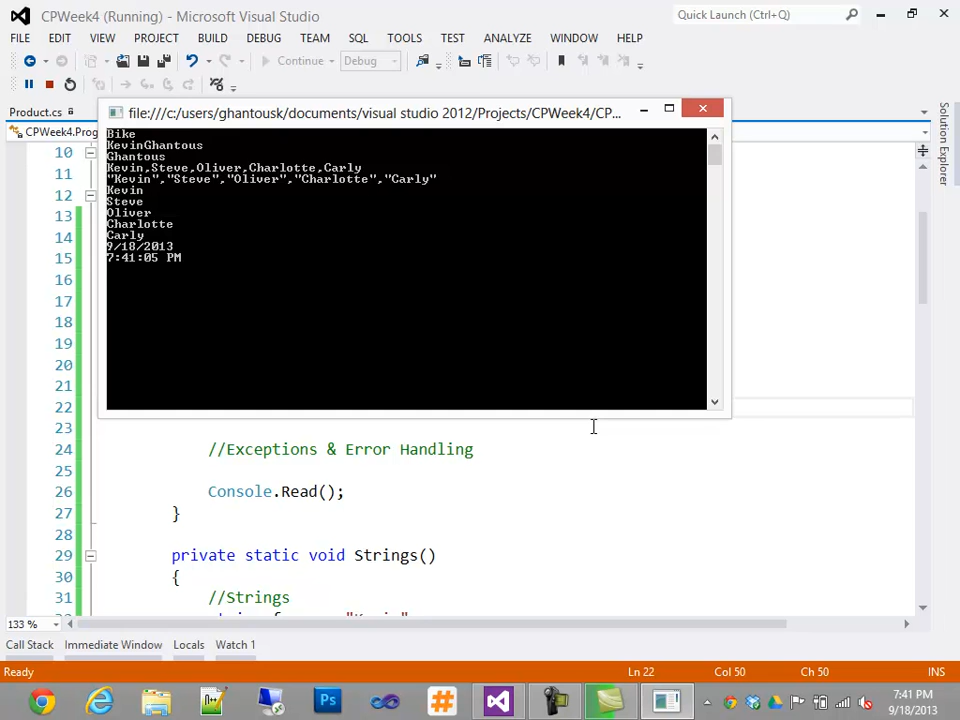 CPWeek4 (Running) - Microsoft Visual Studio
Quick Launch (Ctrl+Q)
FILE EDIT VIEW PROJECT BUILD DEBUG TEAM SQL TOOLS TEST ANALYZE WINDOW HELP
Continue
Debug
Product.cs
file:///c:/users/ghantousk/documents/visual studio 2012/Projects/CPWeek4/CP...
CPWeek4.Prog
Solution Explorer
Bike
KevinGhantous
Ghantous
Kevin,Steve,Oliver,Charlotte,Carly
"Kevin","Steve","Oliver","Charlotte","Carly"
Kevin
Steve
Oliver
Charlotte
Carly
9/18/2013
7:41:05 PM
10
11
12
13
14
15
16
17
18
19
20
21
22
23
24 //Exceptions & Error Handling
25
26 Console.Read();
27 }
28
29 private static void Strings()
30 {
31 //Strings
133 %
Call Stack Immediate Window Locals Watch 1
Ready Ln 22 Col 50 Ch 50 INS
Ps
7:41 PM
9/18/2013